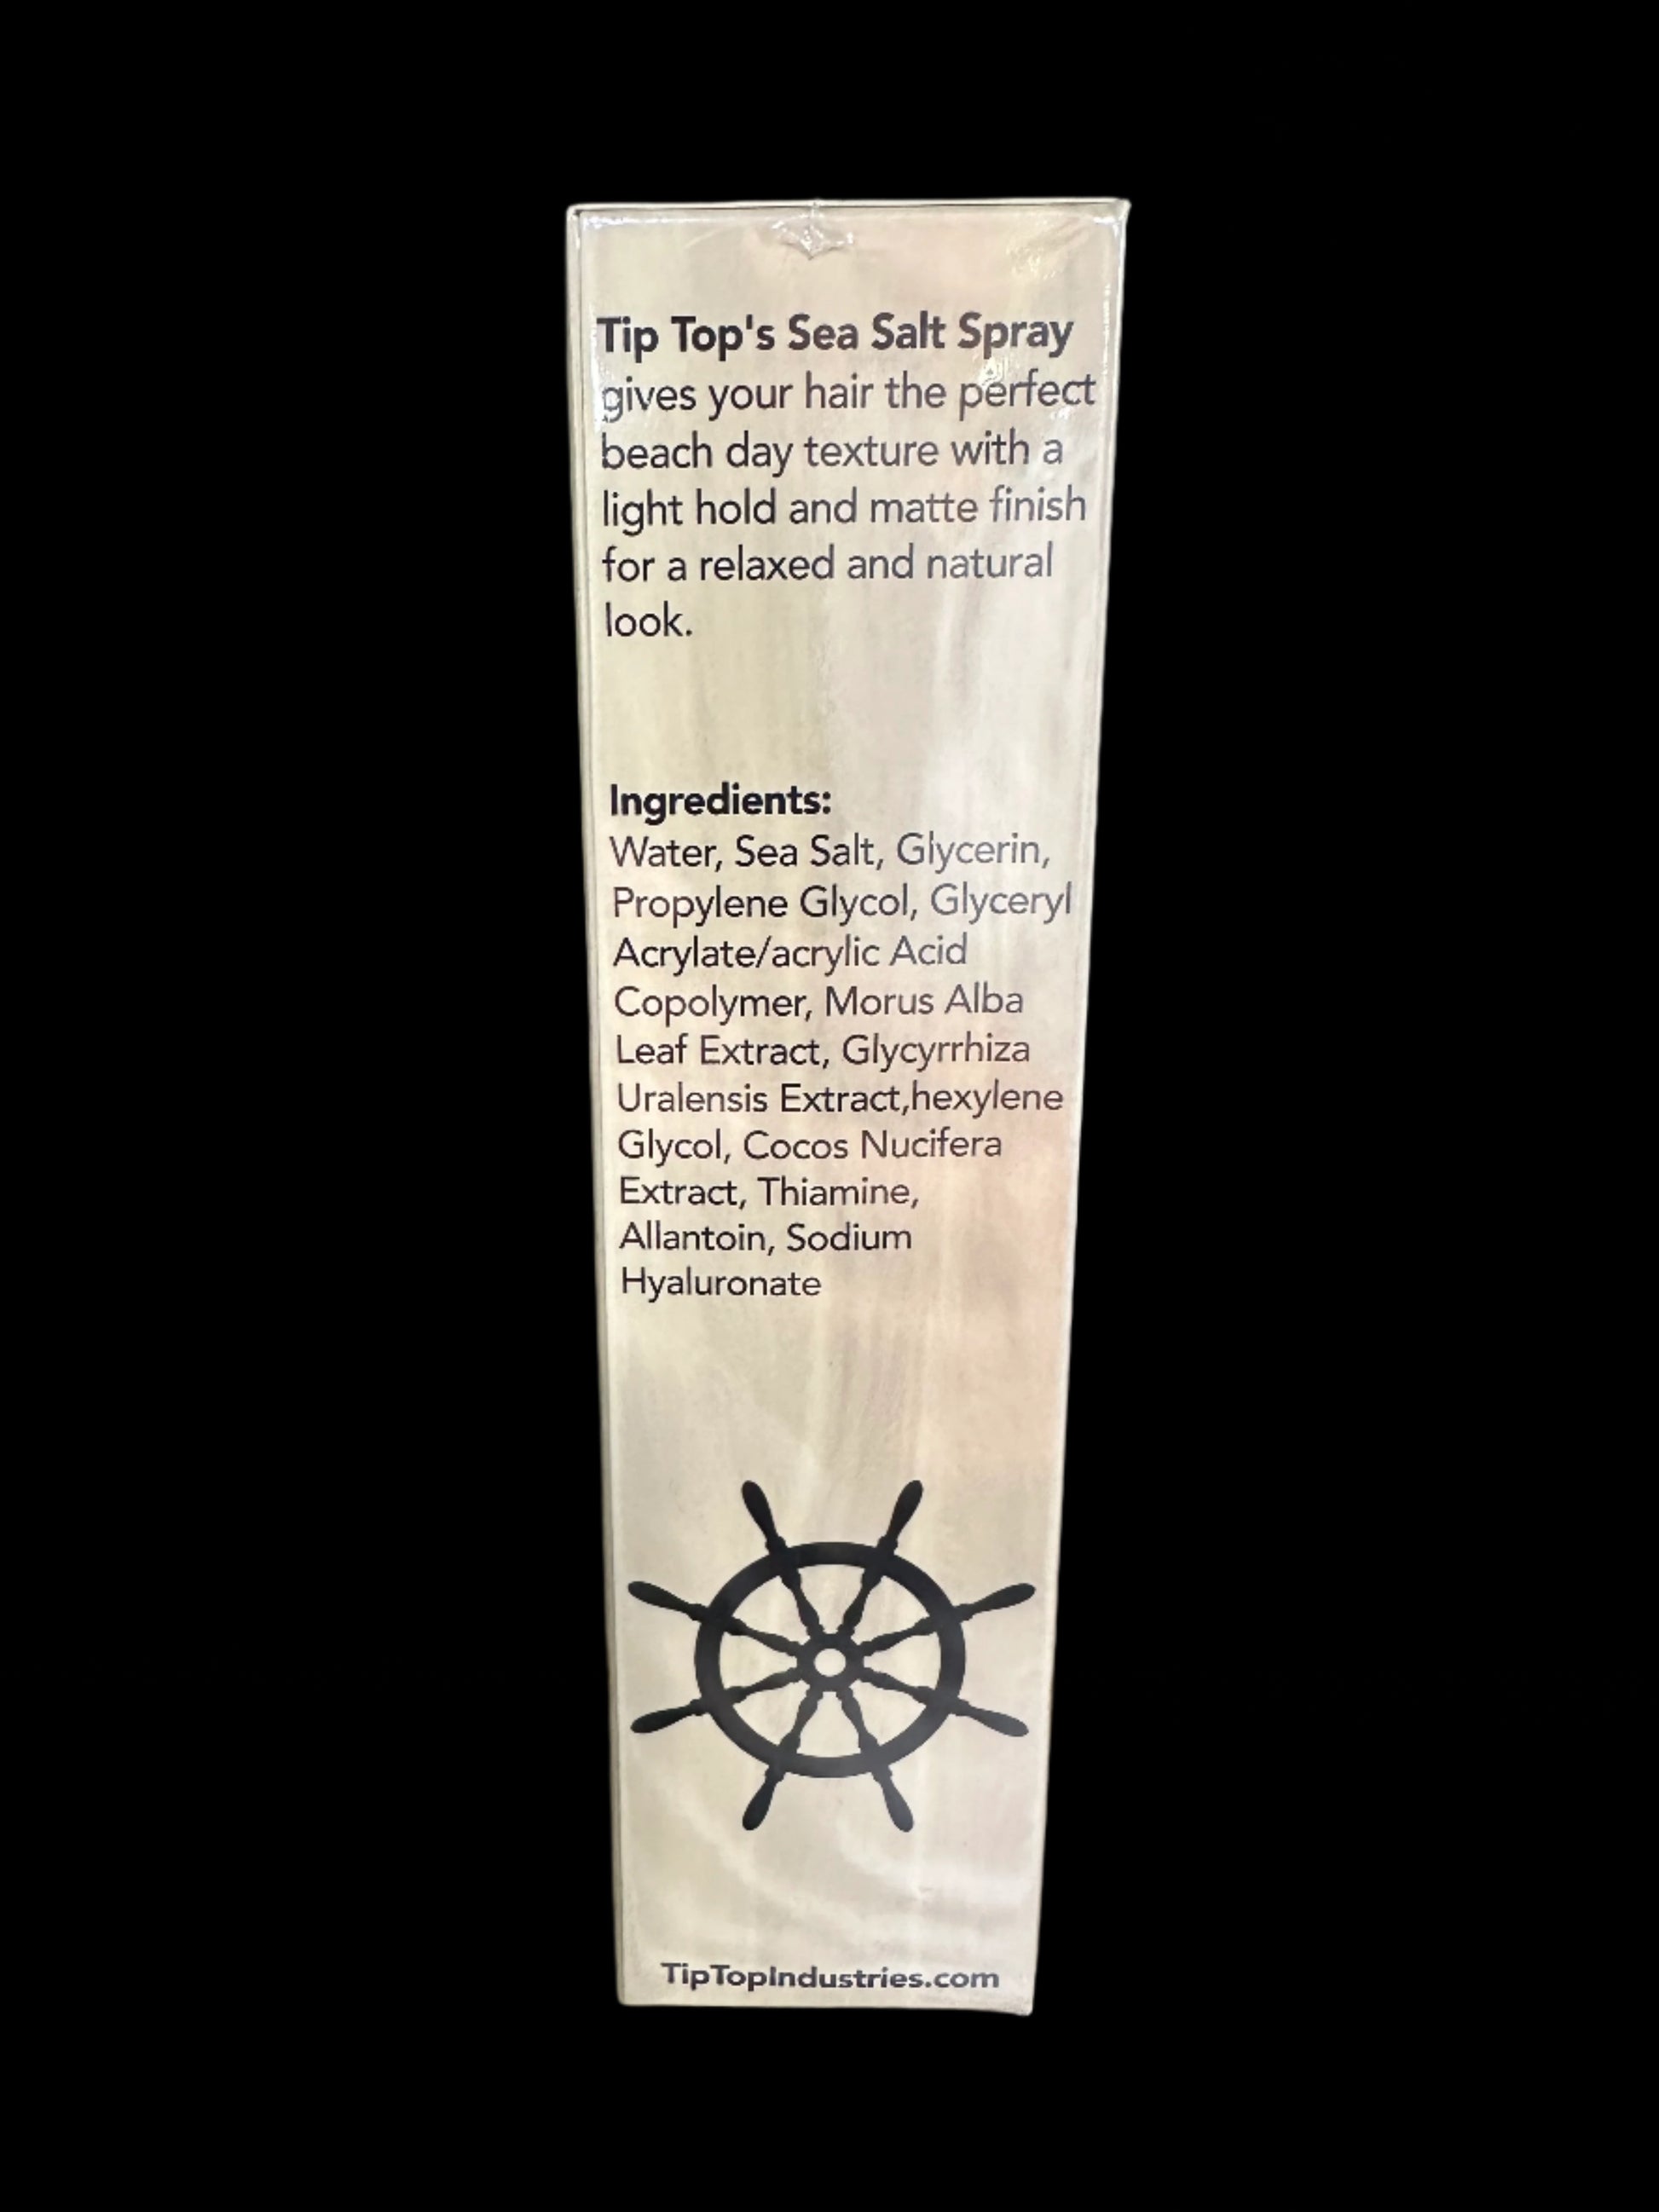 Tip Top's Sea Salt Spray
gives your hair the perfect
beach day texture with a
light hold and matte finish
for a relaxed and natural
look.
Ingredients:
Water, Sea Salt, Glycerin,
Propylene Glycol, Glyceryl
Acrylate/acrylic Acid
Copolymer, Morus Alba
Leaf Extract, Glycyrrhiza
Uralensis Extract,hexylene
Glycol, Cocos Nucifera
Extract, Thiamine,
Allantoin, Sodium
Hyaluronate
TipTopIndustries.com